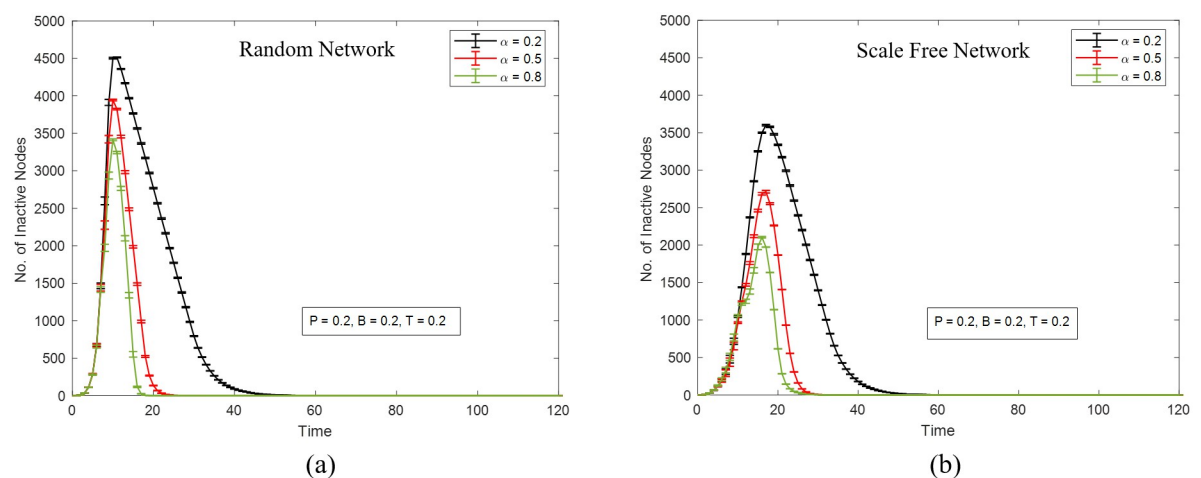 Random Network
α = 0.2
α = 0.5
α = 0.8
5000
4500
4000
3500
3000
2500
2000
1500
1000
500
0
No. of Inactive Nodes
P = 0.2, B = 0.2, T = 0.2
0 20 40 60 80 100 120
Time
(a)
Scale Free Network
α = 0.2
α = 0.5
α = 0.8
5000
4500
4000
3500
3000
2500
2000
1500
1000
500
0
No. of Inactive Nodes
P = 0.2, B = 0.2, T = 0.2
0 20 40 60 80 100 120
Time
(b)